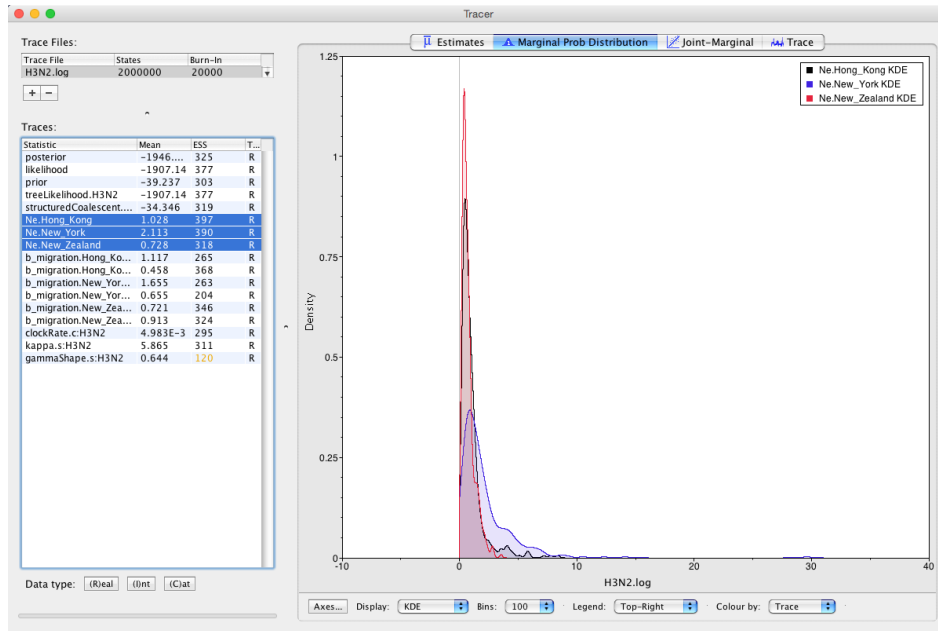 Tracer
Trace Files:
Trace File States Burn-In
H3N2.log 2000000 20000
+ −
Traces:
Statistic Mean ESS T...
posterior -1946.... 325 R
likelihood -1907.14 377 R
prior -39.237 303 R
treeLikelihood.H3N2 -1907.14 377 R
structuredCoalescent.... -34.346 319 R
Ne.Hong_Kong 1.028 397 R
Ne.New_York 2.113 390 R
Ne.New_Zealand 0.728 318 R
b_migration.Hong_Ko... 1.117 265 R
b_migration.Hong_Ko... 0.458 368 R
b_migration.New_Yor... 1.655 263 R
b_migration.New_Yor... 0.655 204 R
b_migration.New_Zea... 0.721 346 R
b_migration.New_Zea... 0.913 324 R
clockRate.c:H3N2 4.983E-3 295 R
kappa.s:H3N2 5.865 311 R
gammaShape.s:H3N2 0.644 120 R
Data type: (R)eal (I)nt (C)at
μ Estimates Marginal Prob Distribution Joint-Marginal Trace
Ne.Hong_Kong KDE
Ne.New_York KDE
Ne.New_Zealand KDE
1.25
1
0.75
0.5
0.25
0
Density
-10 0 10 20 30 40
H3N2.log
Axes... Display: KDE Bins: 100 Legend: Top-Right Colour by: Trace